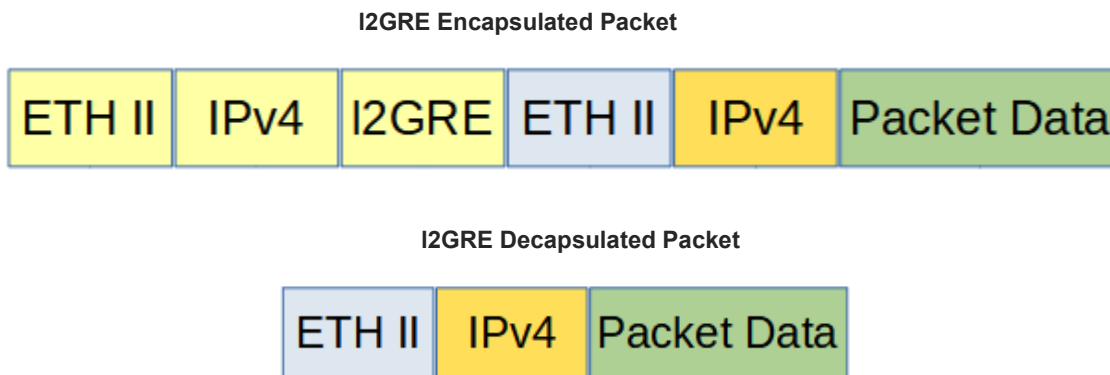 l2GRE Encapsulated Packet
ETH II IPv4 l2GRE ETH II IPv4 Packet Data
l2GRE Decapsulated Packet
ETH II IPv4 Packet Data